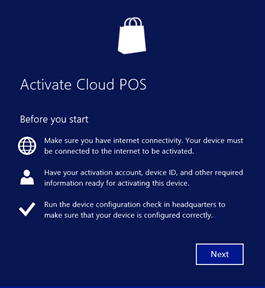 Activate Cloud POS
Before you start
Make sure you have internet connectivity. Your device must
be connected to the internet to be activated.
Have your activation account, device ID, and other required
information ready for activating this device.
Run the device configuration check in headquarters to
make sure that your device is configured correctly.
Next